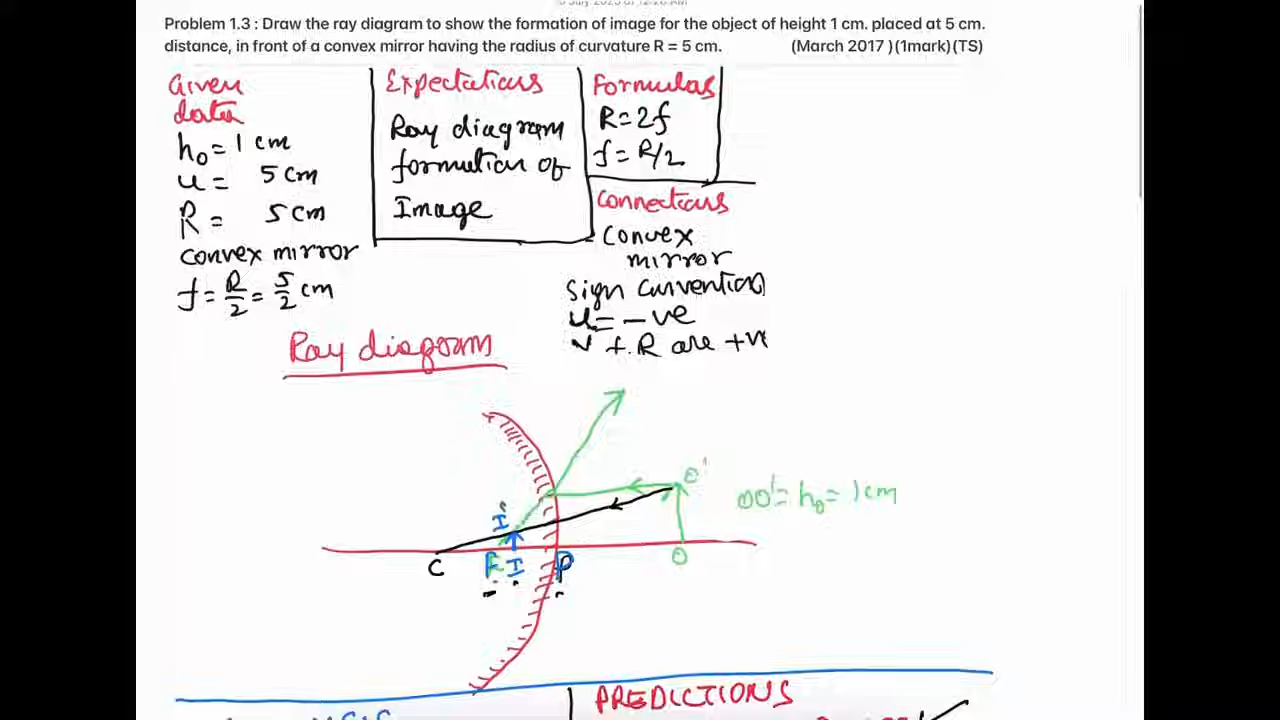 Problem 1.3 : Draw the ray diagram to show the formation of image for the object of height 1 cm. placed at 5 cm.
distance, in front of a convex mirror having the radius of curvature R = 5 cm. (March 2017 )(1mark)(TS)
Given
data
h₀ = 1 cm
u = 5 cm
R = 5 cm
convex mirror
f = R/2 = 5/2 cm
Expectations
Ray diagram
formation of
Image
Formulas
R = 2f
f = R/2
Connections
Convex
mirror
Sign convention
u = -ve
v f. R are +ve
Ray diagram
O'
OO' = h₀ = 1 cm
I'
C
F
I
P
O
PREDICTIONS